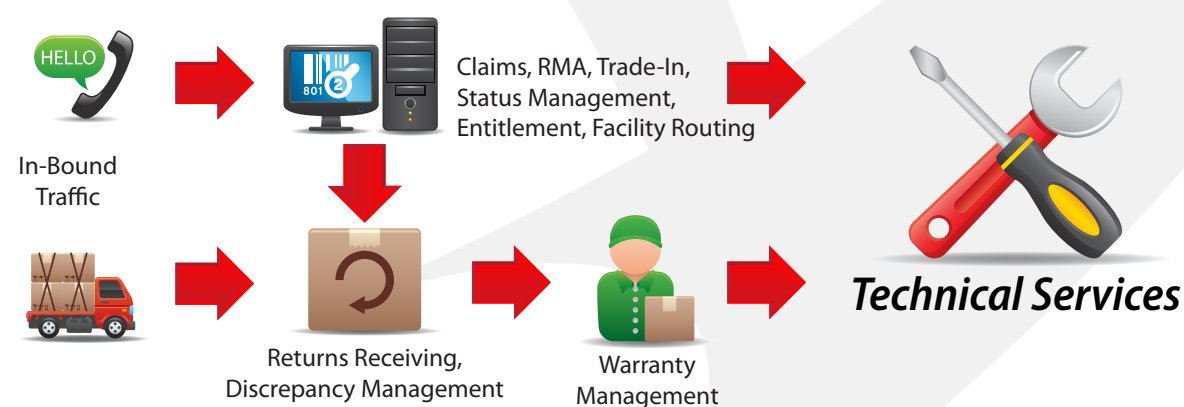 HELLO
801
2
Claims, RMA, Trade-In,
Status Management,
Entitlement, Facility Routing
In-Bound
Traffic
Technical Services
Returns Receiving,
Discrepancy Management
Warranty
Management